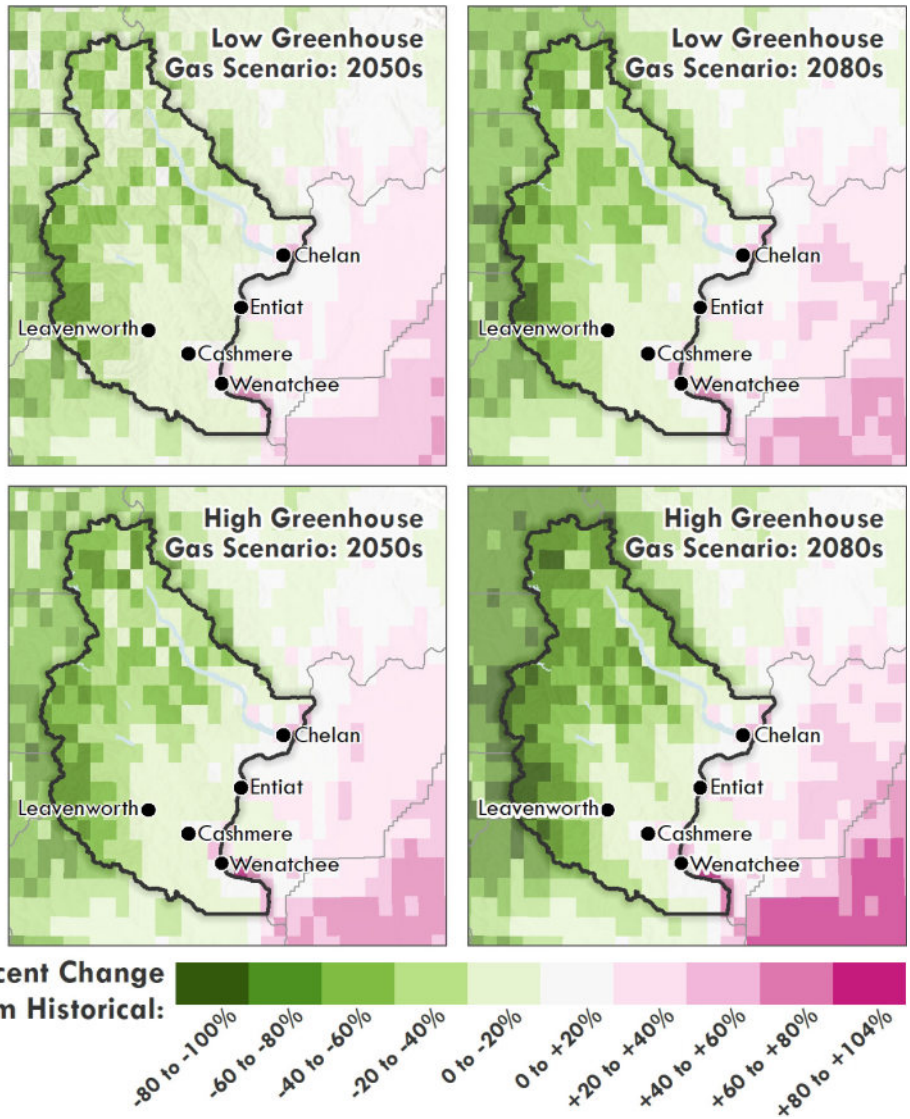 Low Greenhouse
Gas Scenario: 2050s
Chelan
Entiat
Leavenworth
Cashmere
Wenatchee
Low Greenhouse
Gas Scenario: 2080s
Chelan
Entiat
Leavenworth
Cashmere
Wenatchee
High Greenhouse
Gas Scenario: 2050s
Chelan
Entiat
Leavenworth
Cashmere
Wenatchee
High Greenhouse
Gas Scenario: 2080s
Chelan
Entiat
Leavenworth
Cashmere
Wenatchee
cent Change
m Historical:
-80 to -100%
-60 to -80%
-40 to -60%
-20 to -40%
0 to -20%
0 to +20%
+20 to +40%
+40 to +60%
+60 to +80%
+80 to +104%